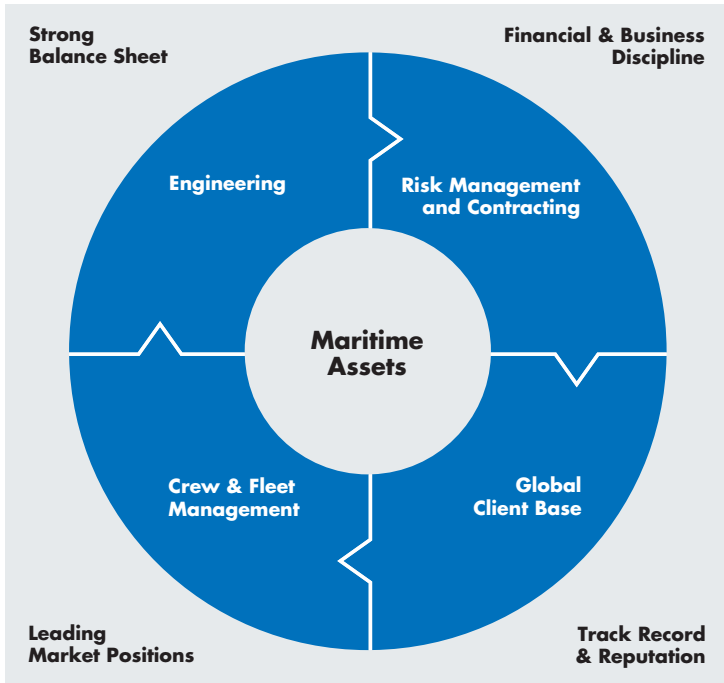 Strong
Balance Sheet
Financial & Business
Discipline
Engineering
Risk Management
and Contracting
Maritime
Assets
Crew & Fleet
Management
Global
Client Base
Leading
Market Positions
Track Record
& Reputation